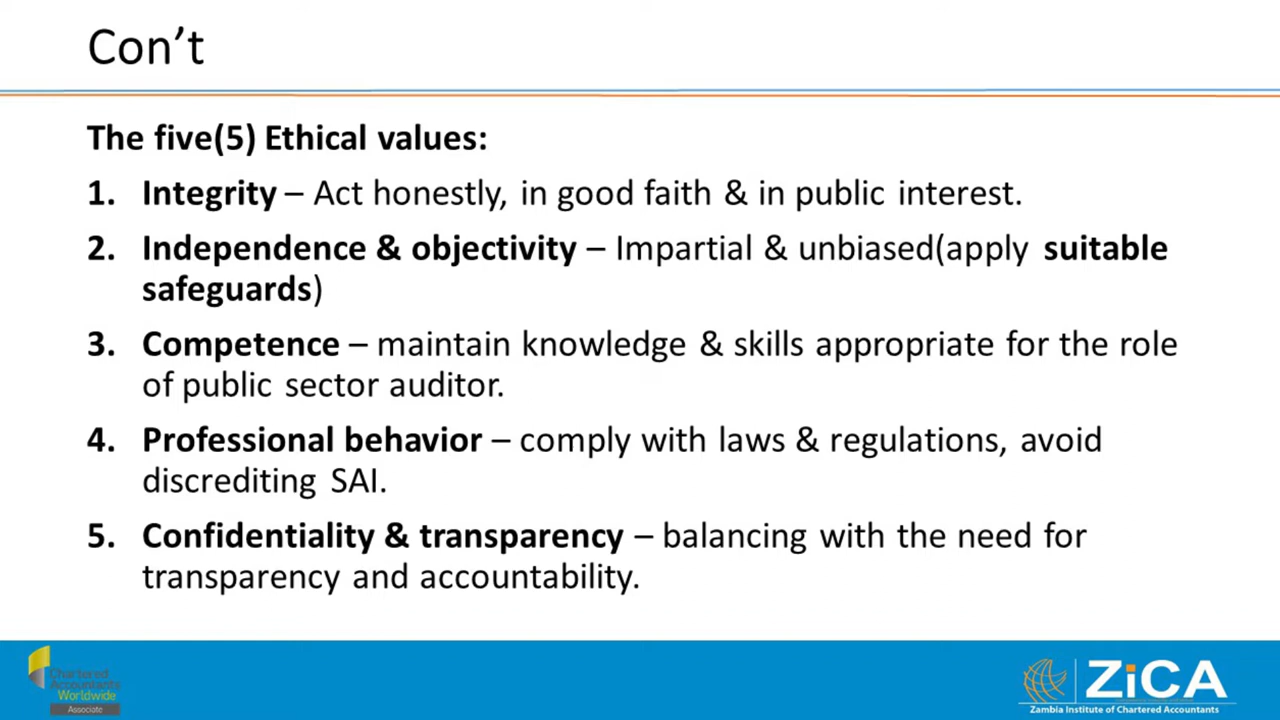 Con't
The five(5) Ethical values:
1. Integrity – Act honestly, in good faith & in public interest.
2. Independence & objectivity – Impartial & unbiased(apply suitable
safeguards)
3. Competence – maintain knowledge & skills appropriate for the role
of public sector auditor.
4. Professional behavior – comply with laws & regulations, avoid
discrediting SAI.
5. Confidentiality & transparency – balancing with the need for
transparency and accountability.
Chartered
Accountants
Worldwide
Associate
ZiCA
Zambia Institute of Chartered Accountants